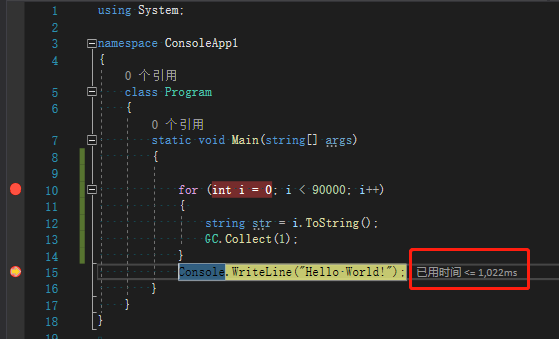 1 using System;
2
3 namespace ConsoleApp1
4 {
0 个引用
5 class Program
6 {
0 个引用
7 static void Main(string[] args)
8 {
9
10 for (int i = 0; i < 90000; i++)
11 {
12 string str = i.ToString();
13 GC.Collect(1);
14 }
15 Console.WriteLine("Hello·World!"); 已用时间 <= 1,022ms
16 }
17 }
18 }
19